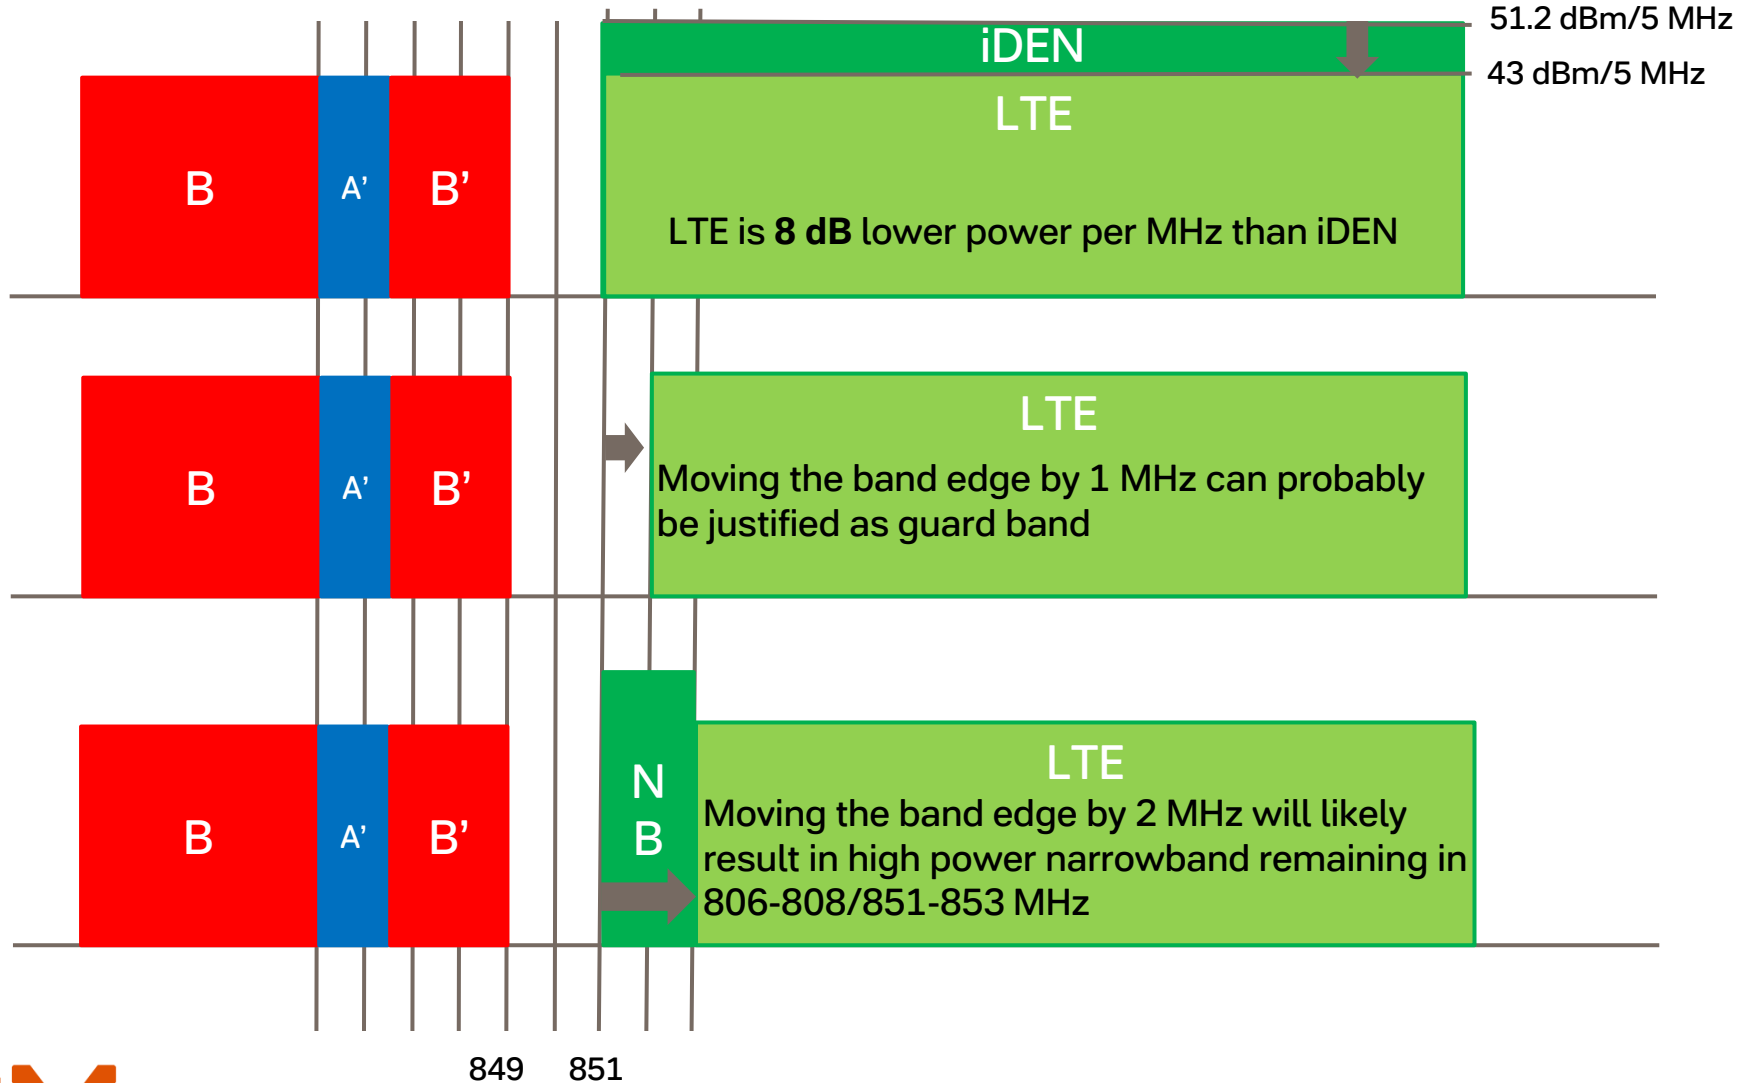 51.2 dBm/5 MHz
iDEN
43 dBm/5 MHz
LTE
B
A'
B’
LTE is 8 dB lower power per MHz than iDEN
LTE
B
A'
B’
Moving the band edge by 1 MHz can probably
be justified as guard band
LTE
N
B
B
A'
B’
Moving the band edge by 2 MHz will likely
result in high power narrowband remaining in
806-808/851-853 MHz
849
851